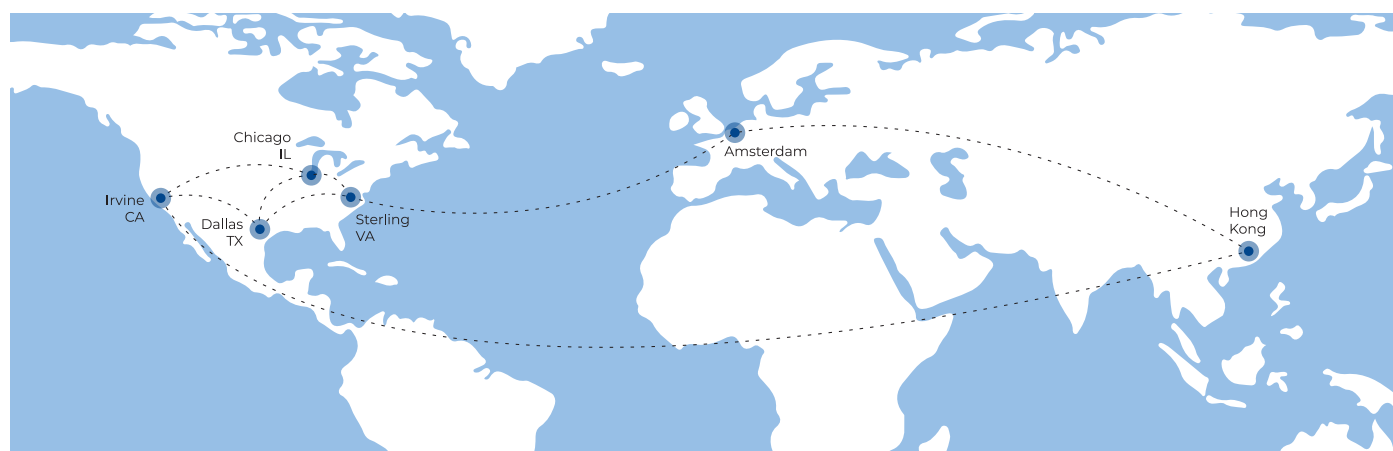 Chicago
IL
Irvine
CA
Dallas
TX
Sterling
VA
Amsterdam
Hong
Kong